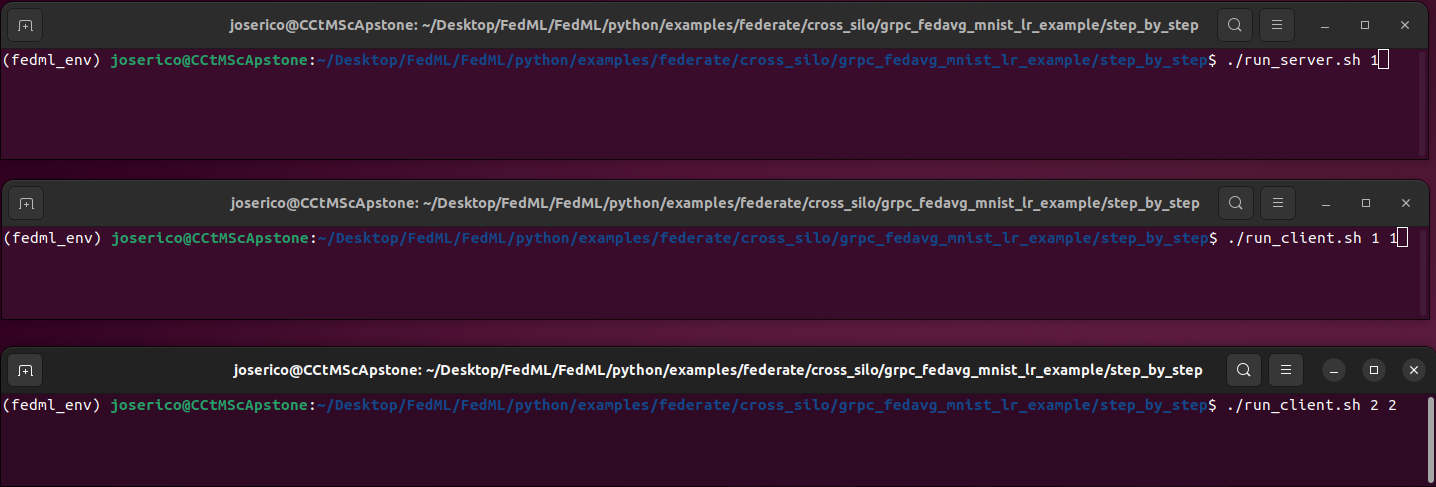 joserico@CCtMScApstone: ~/Desktop/FedML/FedML/python/examples/federate/cross_silo/grpc_fedavg_mnist_lr_example/step_by_step
(fedml_env) joserico@CCtMScApstone:~/Desktop/FedML/FedML/python/examples/federate/cross_silo/grpc_fedavg_mnist_lr_example/step_by_step$ ./run_server.sh 1
joserico@CCtMScApstone: ~/Desktop/FedML/FedML/python/examples/federate/cross_silo/grpc_fedavg_mnist_lr_example/step_by_step
(fedml_env) joserico@CCtMScApstone:~/Desktop/FedML/FedML/python/examples/federate/cross_silo/grpc_fedavg_mnist_lr_example/step_by_step$ ./run_client.sh 1 1
joserico@CCtMScApstone: ~/Desktop/FedML/FedML/python/examples/federate/cross_silo/grpc_fedavg_mnist_lr_example/step_by_step
(fedml_env) joserico@CCtMScApstone:~/Desktop/FedML/FedML/python/examples/federate/cross_silo/grpc_fedavg_mnist_lr_example/step_by_step$ ./run_client.sh 2 2